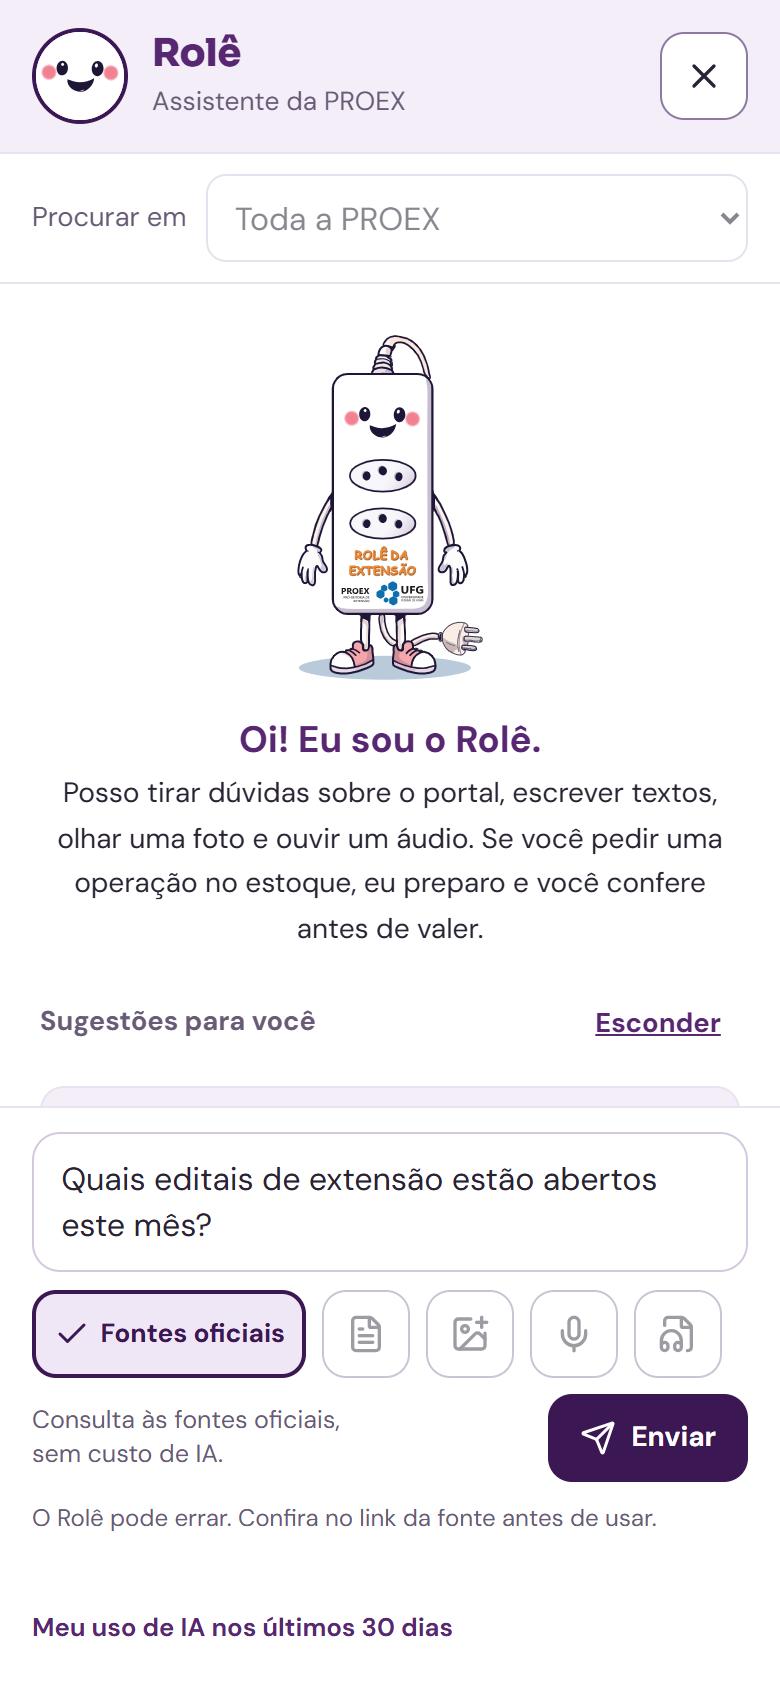 Rolê
Assistente da PROEX
Procurar em
Toda a PROEX
ROLÊ DA
EXTENSÃO
PROEX
UFG
Oi! Eu sou o Rolê.
Posso tirar dúvidas sobre o portal, escrever textos,
olhar uma foto e ouvir um áudio. Se você pedir uma
operação no estoque, eu preparo e você confere
antes de valer.
Sugestões para você
Esconder
Quais editais de extensão estão abertos
este mês?
Fontes oficiais
Consulta às fontes oficiais,
sem custo de IA.
Enviar
O Rolê pode errar. Confira no link da fonte antes de usar.
Meu uso de IA nos últimos 30 dias